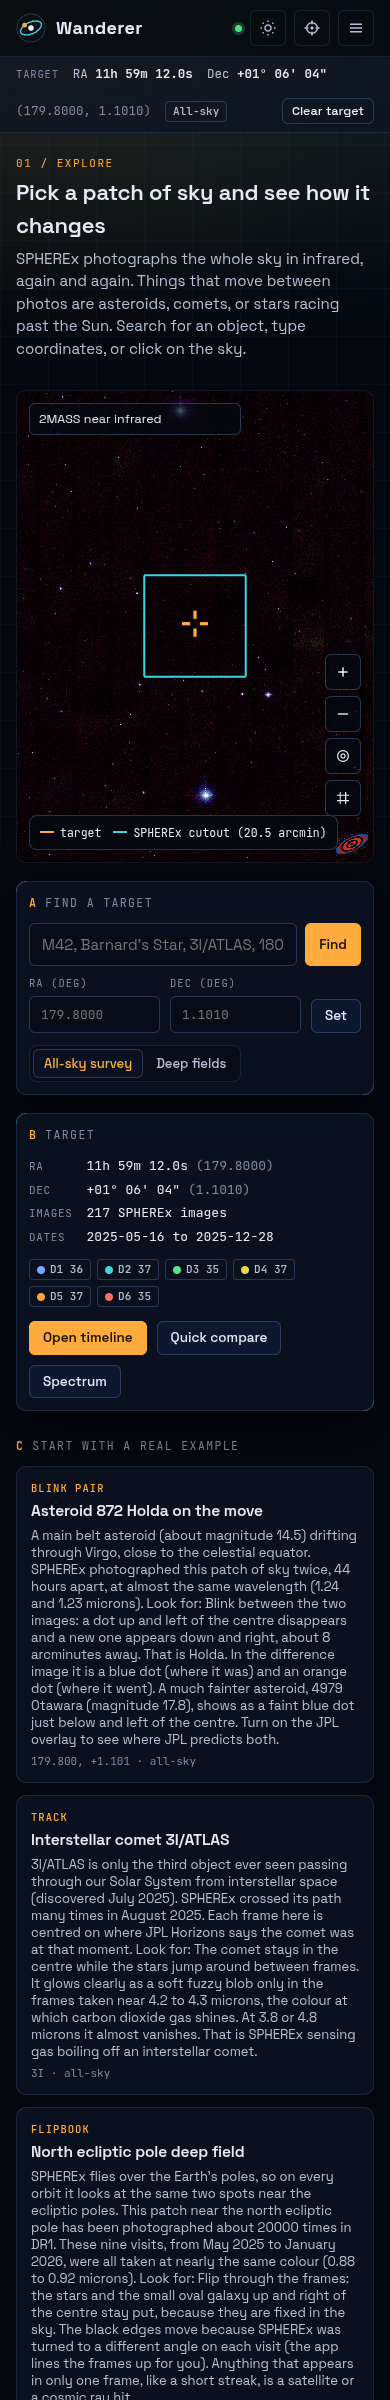 Wanderer
TARGET RA 11h 59m 12.0s Dec +01° 06' 04"
(179.8000, 1.1010) All-sky Clear target
01 / EXPLORE
Pick a patch of sky and see how it
changes
SPHEREx photographs the whole sky in infrared,
again and again. Things that move between
photos are asteroids, comets, or stars racing
past the Sun. Search for an object, type
coordinates, or click on the sky.
2MASS near infrared
target SPHEREx cutout (20.5 arcmin)
A FIND A TARGET
M42, Barnard's Star, 3I/ATLAS, 180 Find
RA (DEG) DEC (DEG)
179.8000 1.1010 Set
All-sky survey Deep fields
B TARGET
RA 11h 59m 12.0s (179.8000)
DEC +01° 06' 04" (1.1010)
IMAGES 217 SPHEREx images
DATES 2025-05-16 to 2025-12-28
D1 36 D2 37 D3 35 D4 37
D5 37 D6 35
Open timeline Quick compare
Spectrum
C START WITH A REAL EXAMPLE
BLINK PAIR
Asteroid 872 Holda on the move
A main belt asteroid (about magnitude 14.5) drifting
through Virgo, close to the celestial equator.
SPHEREx photographed this patch of sky twice, 44
hours apart, at almost the same wavelength (1.24
and 1.23 microns). Look for: Blink between the two
images: a dot up and left of the centre disappears
and a new one appears down and right, about 8
arcminutes away. That is Holda. In the difference
image it is a blue dot (where it was) and an orange
dot (where it went). A much fainter asteroid, 4979
Otawara (magnitude 17.8), shows as a faint blue dot
just below and left of the centre. Turn on the JPL
overlay to see where JPL predicts both.
179.800, +1.101 · all-sky
TRACK
Interstellar comet 3I/ATLAS
3I/ATLAS is only the third object ever seen passing
through our Solar System from interstellar space
(discovered July 2025). SPHEREx crossed its path
many times in August 2025. Each frame here is
centred on where JPL Horizons says the comet was
at that moment. Look for: The comet stays in the
centre while the stars jump around between frames.
It glows clearly as a soft fuzzy blob only in the
frames taken near 4.2 to 4.3 microns, the colour at
which carbon dioxide gas shines. At 3.8 or 4.8
microns it almost vanishes. That is SPHEREx sensing
gas boiling off an interstellar comet.
3I · all-sky
FLIPBOOK
North ecliptic pole deep field
SPHEREx flies over the Earth's poles, so on every
orbit it looks at the same two spots near the
ecliptic poles. This patch near the north ecliptic
pole has been photographed about 20000 times in
DR1. These nine visits, from May 2025 to January
2026, were all taken at nearly the same colour (0.88
to 0.92 microns). Look for: Flip through the frames:
the stars and the small oval galaxy up and right of
the centre stay put, because they are fixed in the
sky. The black edges move because SPHEREx was
turned to a different angle on each visit (the app
lines the frames up for you). Anything that appears
in only one frame, like a short streak, is a satellite or
a cosmic ray hit.